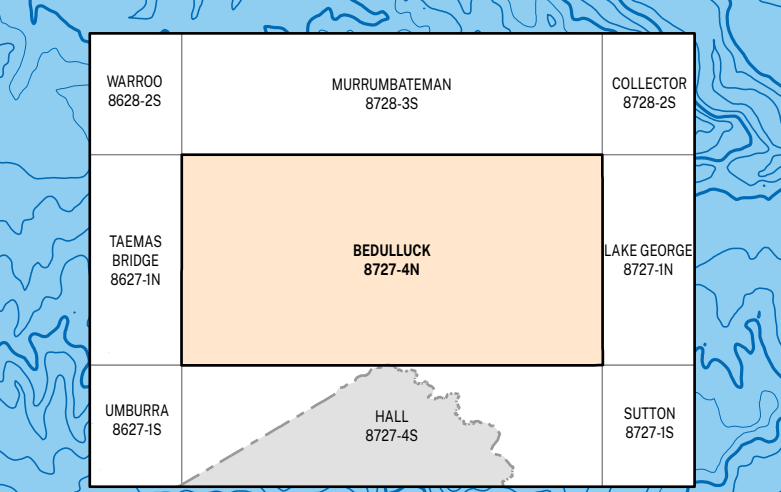 WARROO
8628-2S
MURRUMBATEMAN
8728-3S
COLLECTOR
8728-2S
TAEMAS
BRIDGE
8627-1N
BEDULLUCK
8727-4N
LAKE GEORGE
8727-1N
UMBURRA
8627-1S
HALL
8727-4S
SUTTON
8727-1S